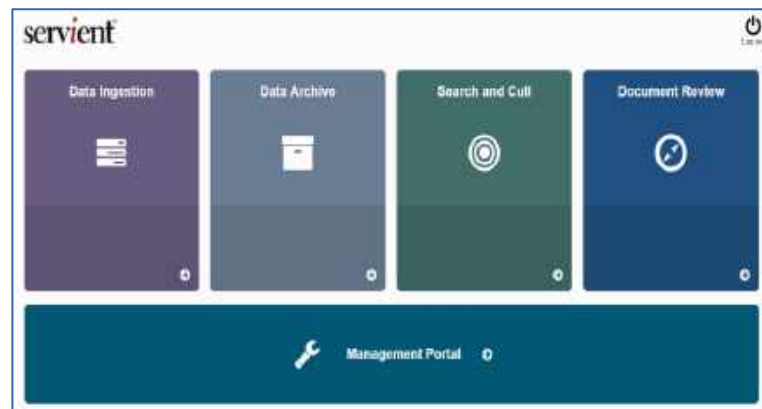 servient
Data Ingestion
Data Archive
Search and Cull
Document Review
Management Portal